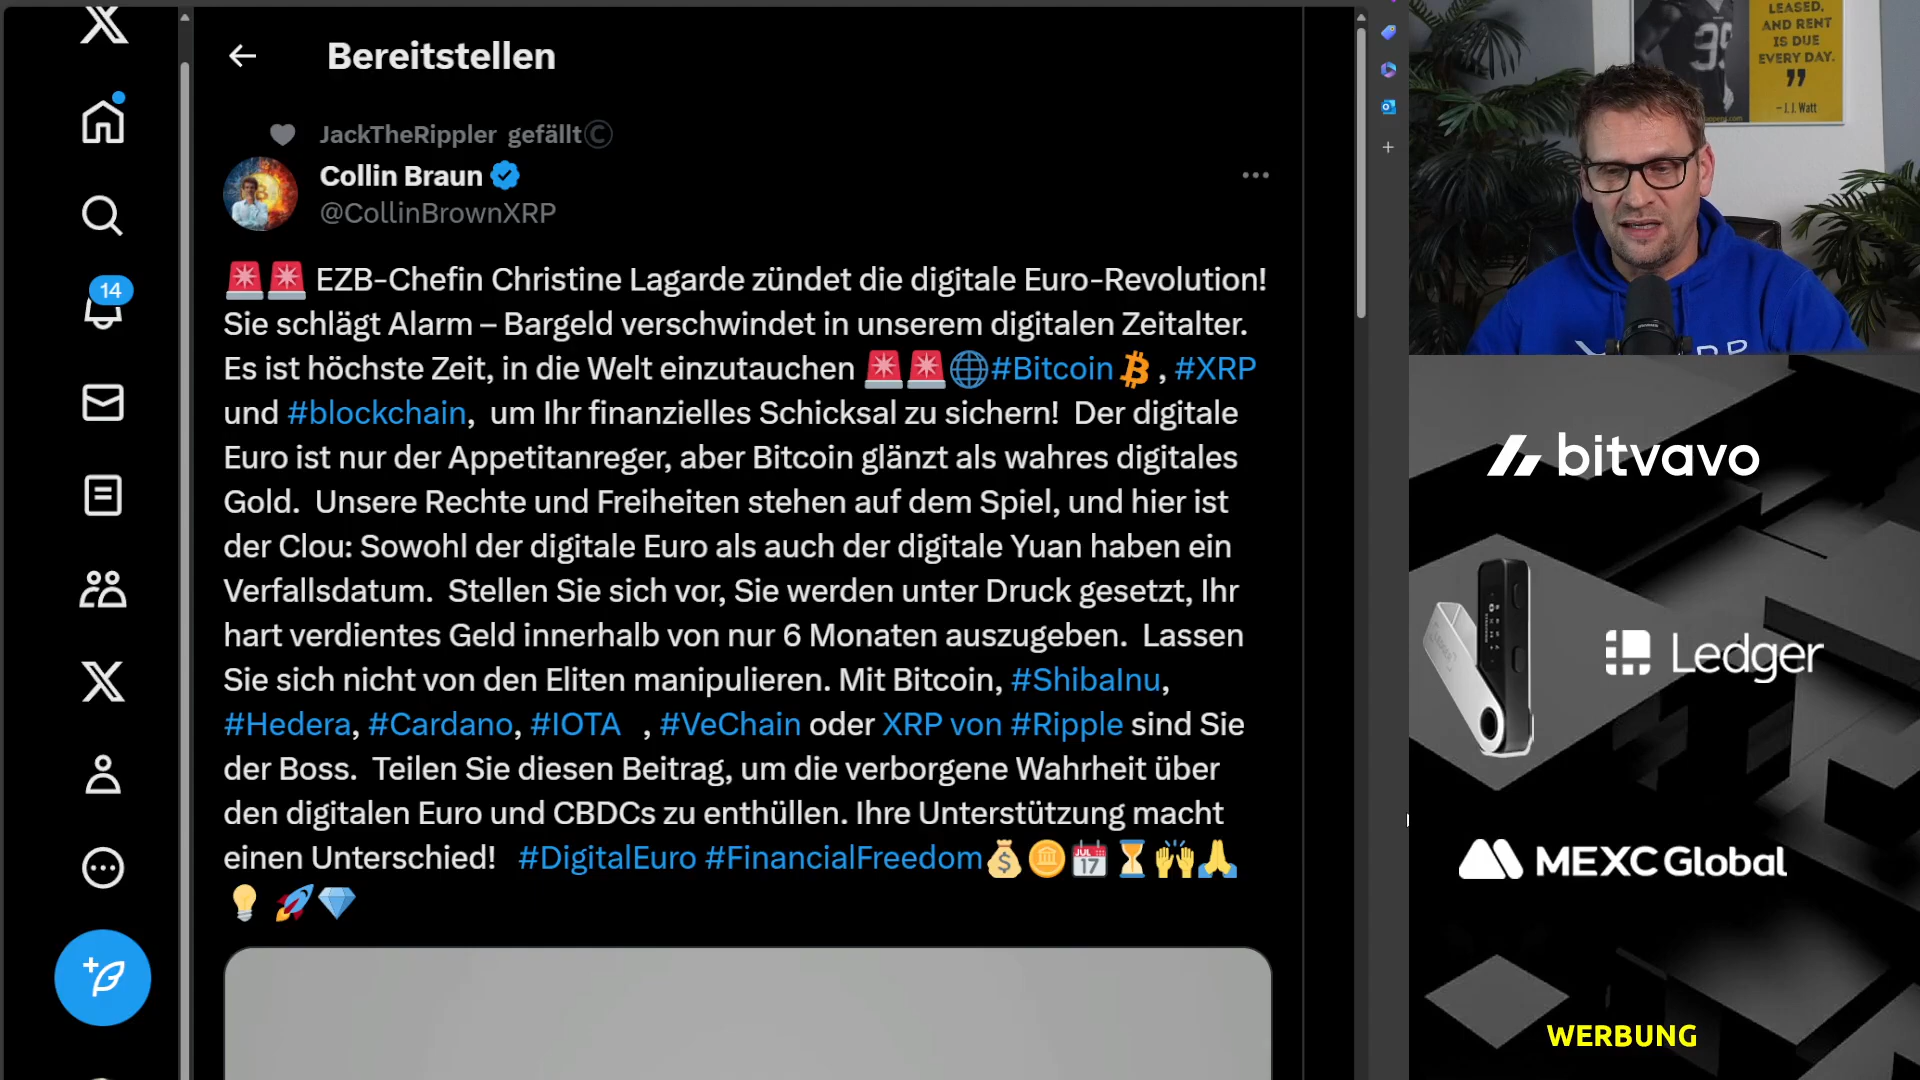 Bereitstellen
JackTheRippler gefällt©
Collin Braun
@CollinBrownXRP
🚨🚨 EZB-Chefin Christine Lagarde zündet die digitale Euro-Revolution!
Sie schlägt Alarm – Bargeld verschwindet in unserem digitalen Zeitalter.
Es ist höchste Zeit, in die Welt einzutauchen 🚨🚨🌐#Bitcoin , #XRP
und #blockchain, um Ihr finanzielles Schicksal zu sichern! Der digitale
Euro ist nur der Appetitanreger, aber Bitcoin glänzt als wahres digitales
Gold. Unsere Rechte und Freiheiten stehen auf dem Spiel, und hier ist
der Clou: Sowohl der digitale Euro als auch der digitale Yuan haben ein
Verfallsdatum. Stellen Sie sich vor, Sie werden unter Druck gesetzt, Ihr
hart verdientes Geld innerhalb von nur 6 Monaten auszugeben. Lassen
Sie sich nicht von den Eliten manipulieren. Mit Bitcoin, #ShibaInu,
#Hedera, #Cardano, #IOTA , #VeChain oder XRP von #Ripple sind Sie
der Boss. Teilen Sie diesen Beitrag, um die verborgene Wahrheit über
den digitalen Euro und CBDCs zu enthüllen. Ihre Unterstützung macht
einen Unterschied! #DigitalEuro #FinancialFreedom💰🪙📅⏳🙌🙏
💡 🚀💎
14
LEASED,
AND RENT
IS DUE
EVERY DAY.
"
– J.J. Watt
99
bitvavo
Ledger
MEXC Global
WERBUNG